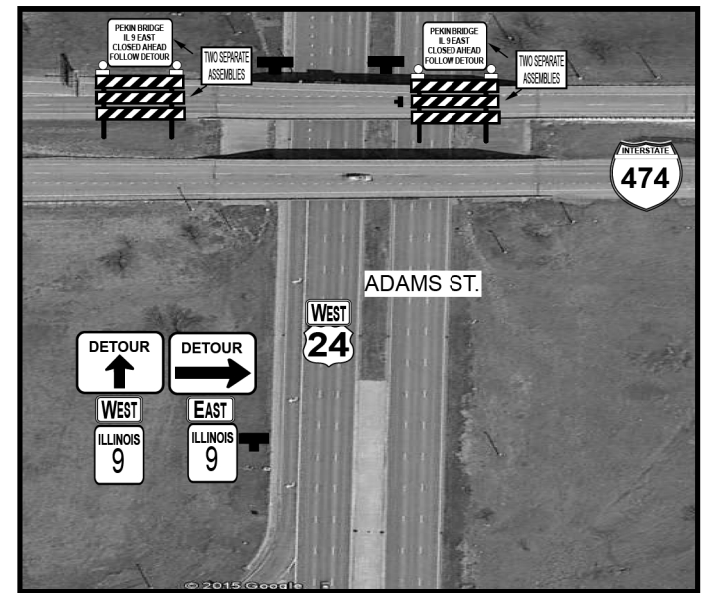 PEKIN BRIDGE
IL 9 EAST
CLOSED AHEAD
FOLLOW DETOUR
TWO SEPARATE
ASSEMBLIES
PEKIN BRIDGE
IL 9 EAST
CLOSED AHEAD
FOLLOW DETOUR
TWO SEPARATE
ASSEMBLIES
INTERSTATE
474
ADAMS ST.
WEST
24
DETOUR
WEST
ILLINOIS
9
DETOUR
EAST
ILLINOIS
9
© 2015 Google